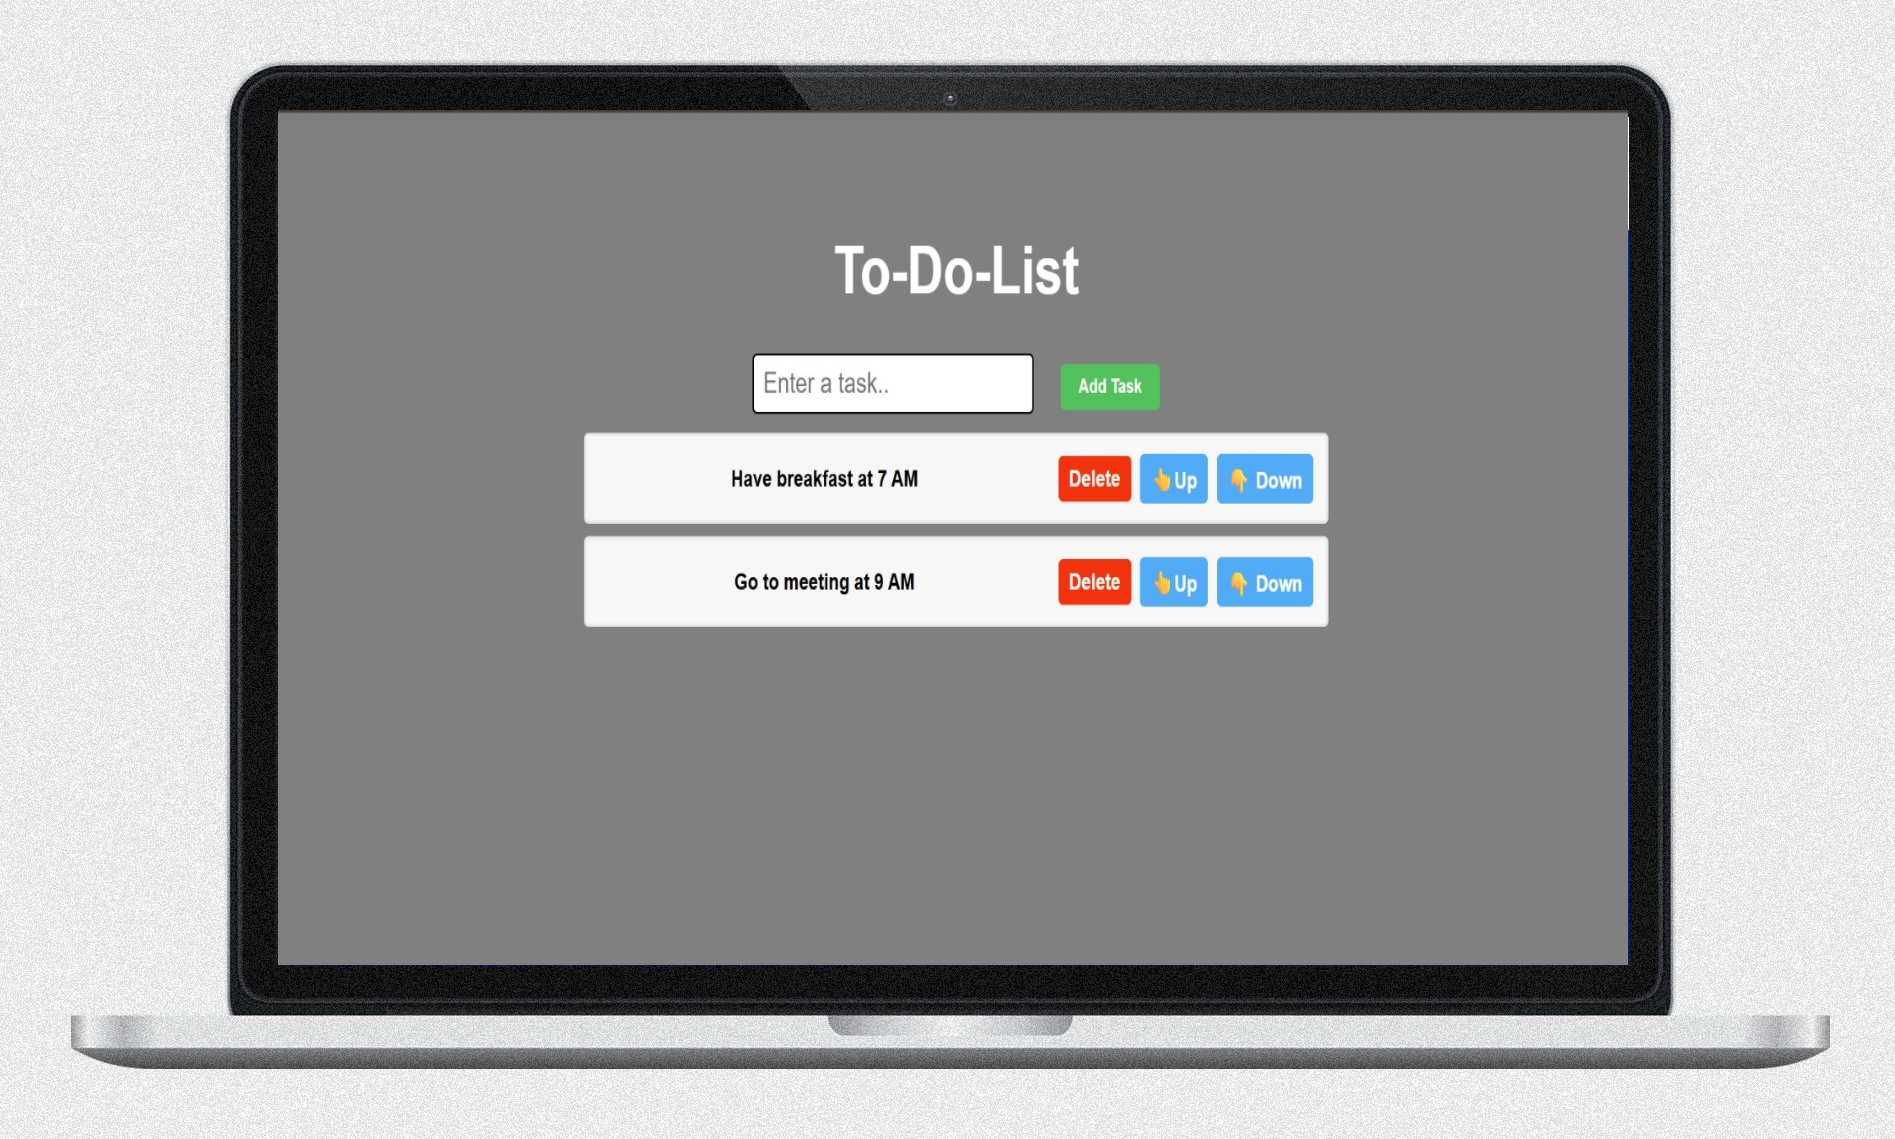 To-Do-List
Enter a task..
Add Task
Have breakfast at 7 AM
Delete
👆Up
👇 Down
Go to meeting at 9 AM
Delete
👆Up
👇 Down